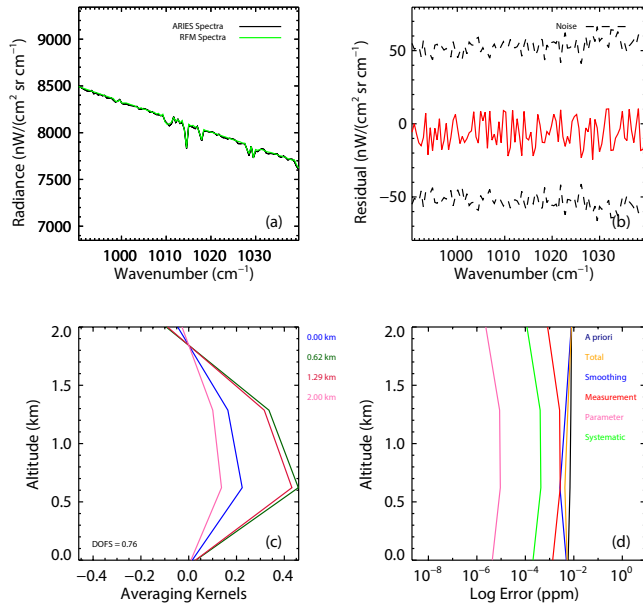 ARIES Spectra
RFM Spectra
9000
8500
8000
7500
7000
Radiance (nW/(cm² sr cm⁻¹)
(a)
1000 1010 1020 1030
Wavenumber (cm⁻¹)
Noise
50
0
−50
Residual (nW/(cm² sr cm⁻¹)
(b)
1000 1010 1020 1030
Wavenumber (cm⁻¹)
2.0
1.5
1.0
0.5
0.0
Altitude (km)
0.00 km
0.62 km
1.29 km
2.00 km
DOFS = 0.76
(c)
−0.4 −0.2 0.0 0.2 0.4
Averaging Kernels
2.0
1.5
1.0
0.5
0.0
Altitude (km)
A priori
Total
Smoothing
Measurement
Parameter
Systematic
(d)
10⁻⁸ 10⁻⁶ 10⁻⁴ 10⁻² 10⁰
Log Error (ppm)